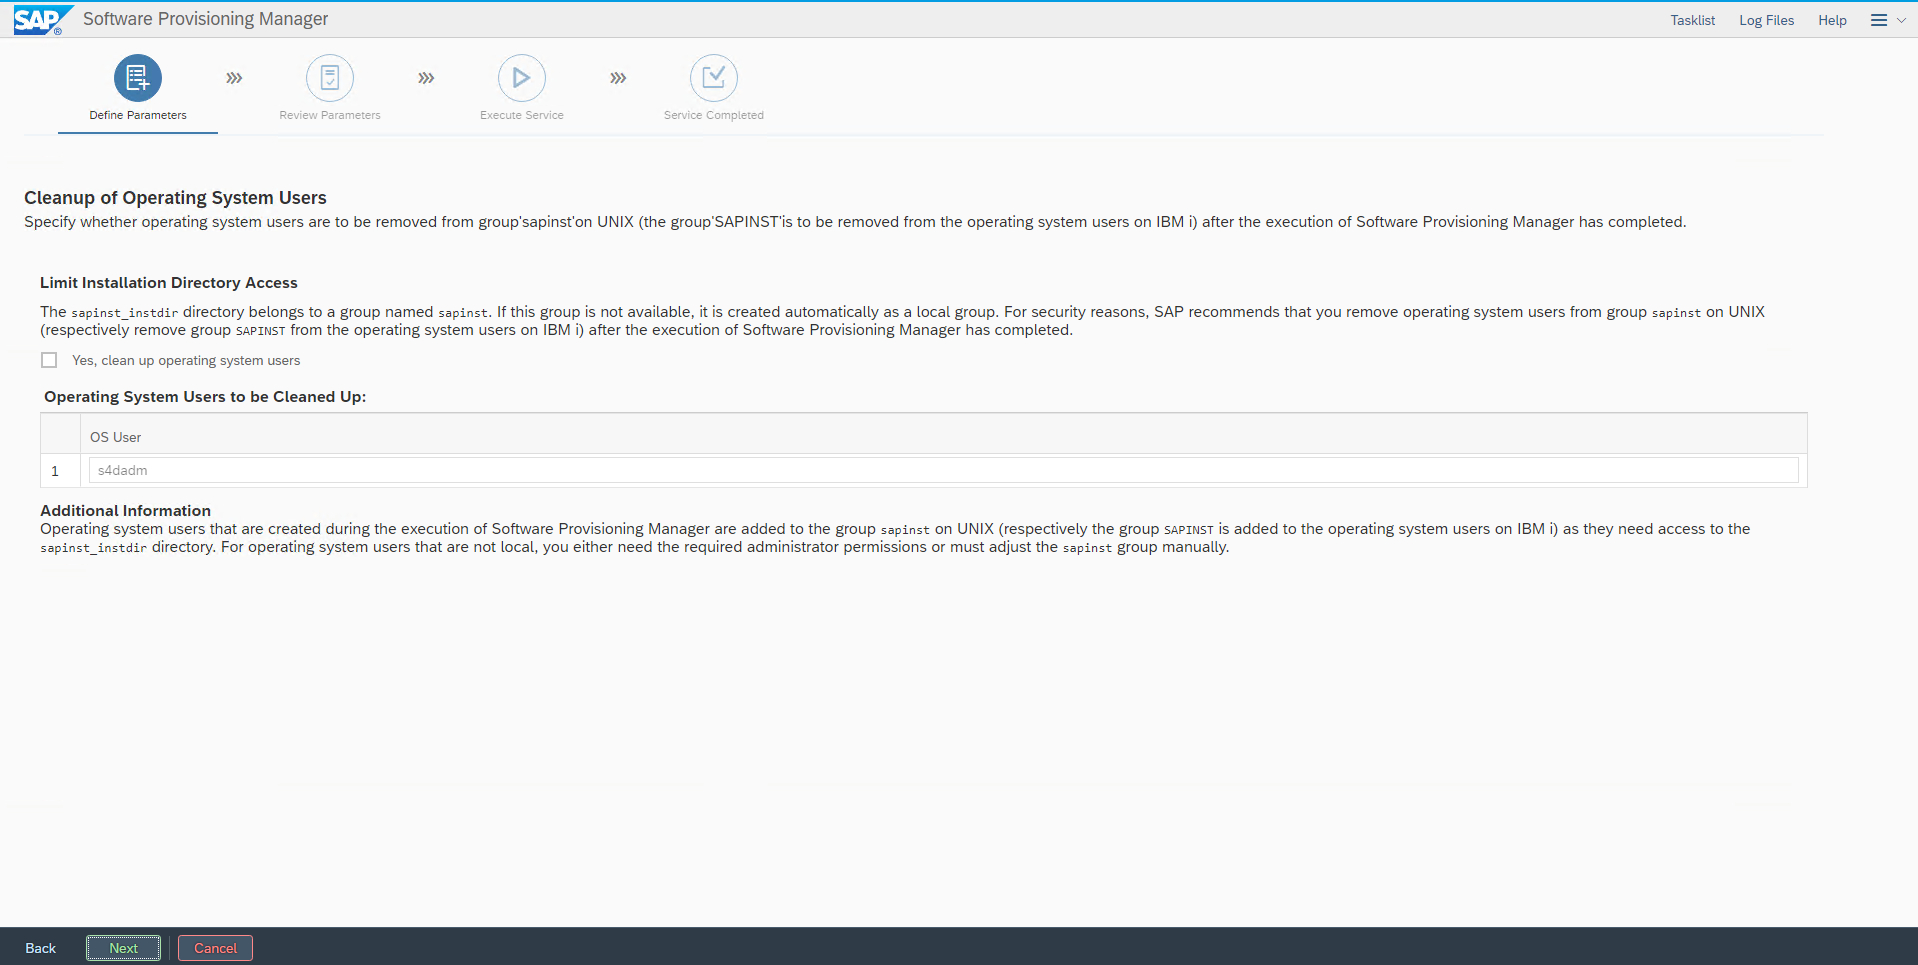 SAP ® Software Provisioning Manager Tasklist Log Files Help
Define Parameters Review Parameters Execute Service Service Completed
Cleanup of Operating System Users
Specify whether operating system users are to be removed from group'sapinst'on UNIX (the group'SAPINST'is to be removed from the operating system users on IBM i) after the execution of Software Provisioning Manager has completed.
Limit Installation Directory Access
The sapinst_instdir directory belongs to a group named sapinst. If this group is not available, it is created automatically as a local group. For security reasons, SAP recommends that you remove operating system users from group sapinst on UNIX
(respectively remove group SAPINST from the operating system users on IBM i) after the execution of Software Provisioning Manager has completed.
Yes, clean up operating system users
Operating System Users to be Cleaned Up:
OS User
1 s4dadm
Additional Information
Operating system users that are created during the execution of Software Provisioning Manager are added to the group sapinst on UNIX (respectively the group SAPINST is added to the operating system users on IBM i) as they need access to the
sapinst_instdir directory. For operating system users that are not local, you either need the required administrator permissions or must adjust the sapinst group manually.
Back Next Cancel